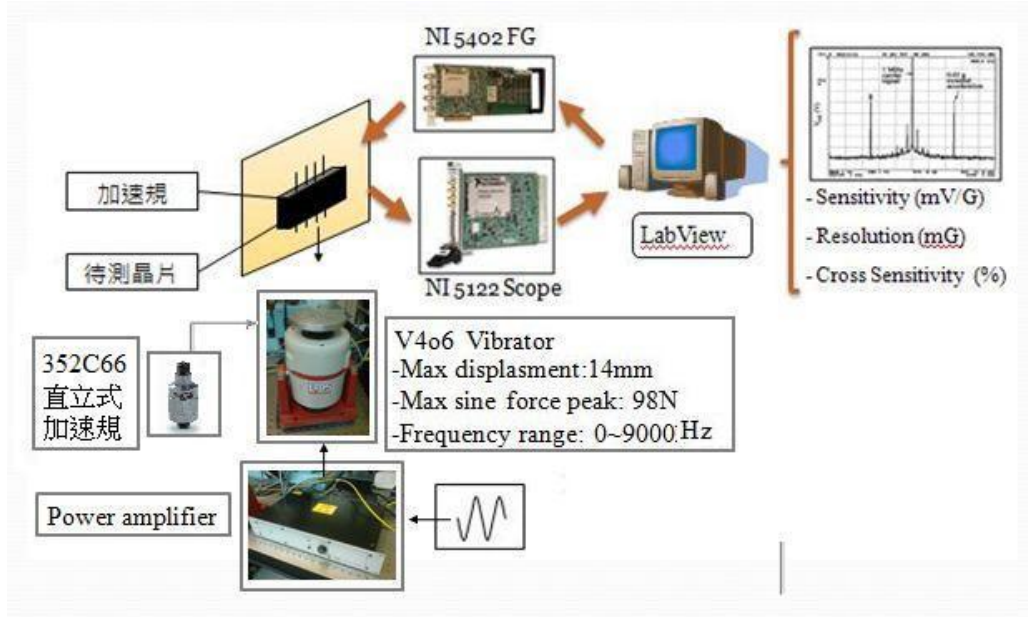 NI 5402 FG
加速規
待測晶片
NI 5122 Scope
LabView
- Sensitivity (mV/G)
- Resolution (mG)
- Cross Sensitivity (%)
352C66
直立式
加速規
V406 Vibrator
-Max displasment:14mm
-Max sine force peak: 98N
-Frequency range: 0~9000 Hz
Power amplifier